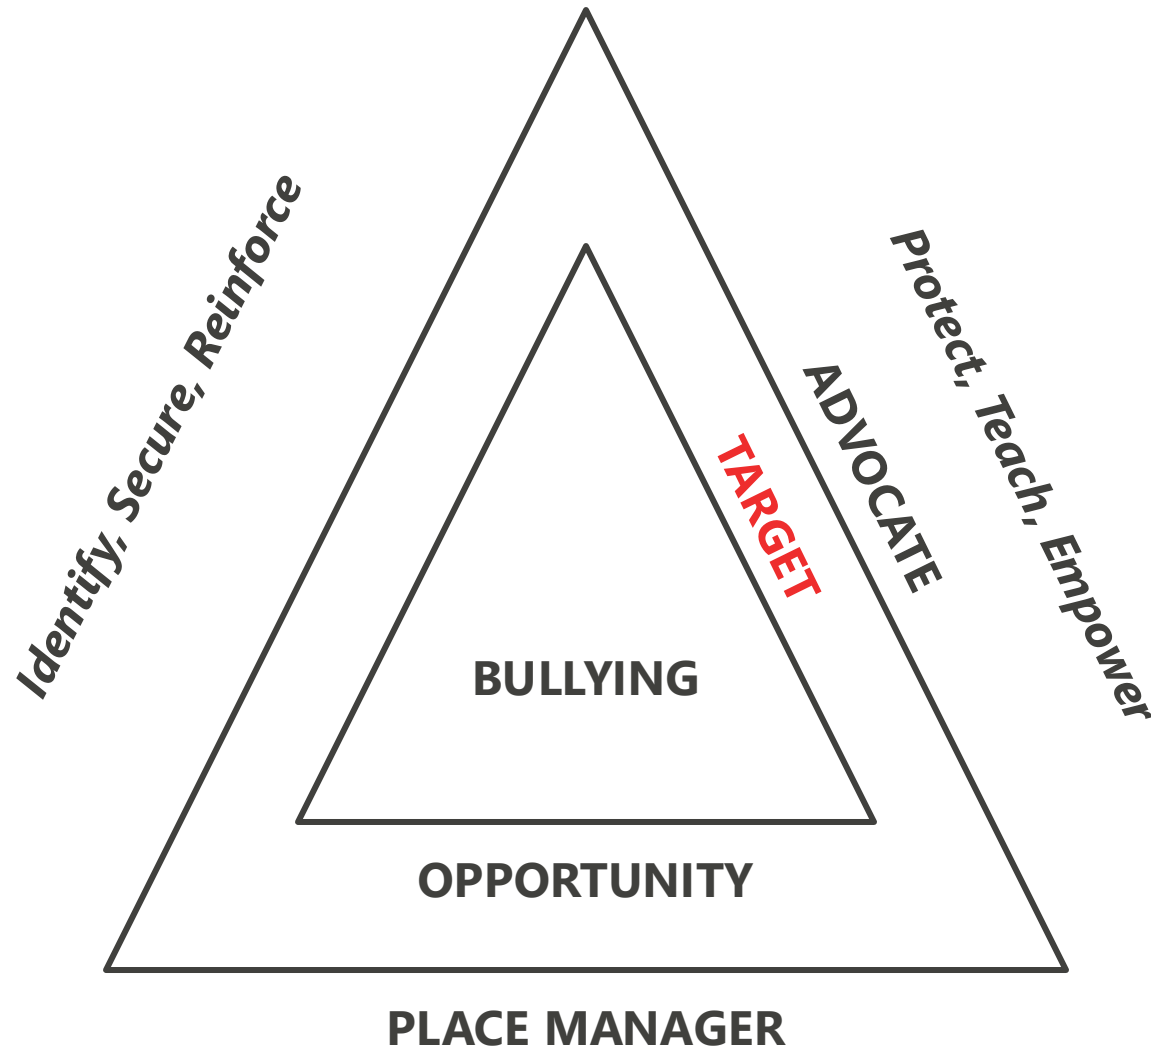 Identify, Secure, Reinforce
Protect, Teach, Empower
ADVOCATE
TARGET
BULLYING
OPPORTUNITY
PLACE MANAGER